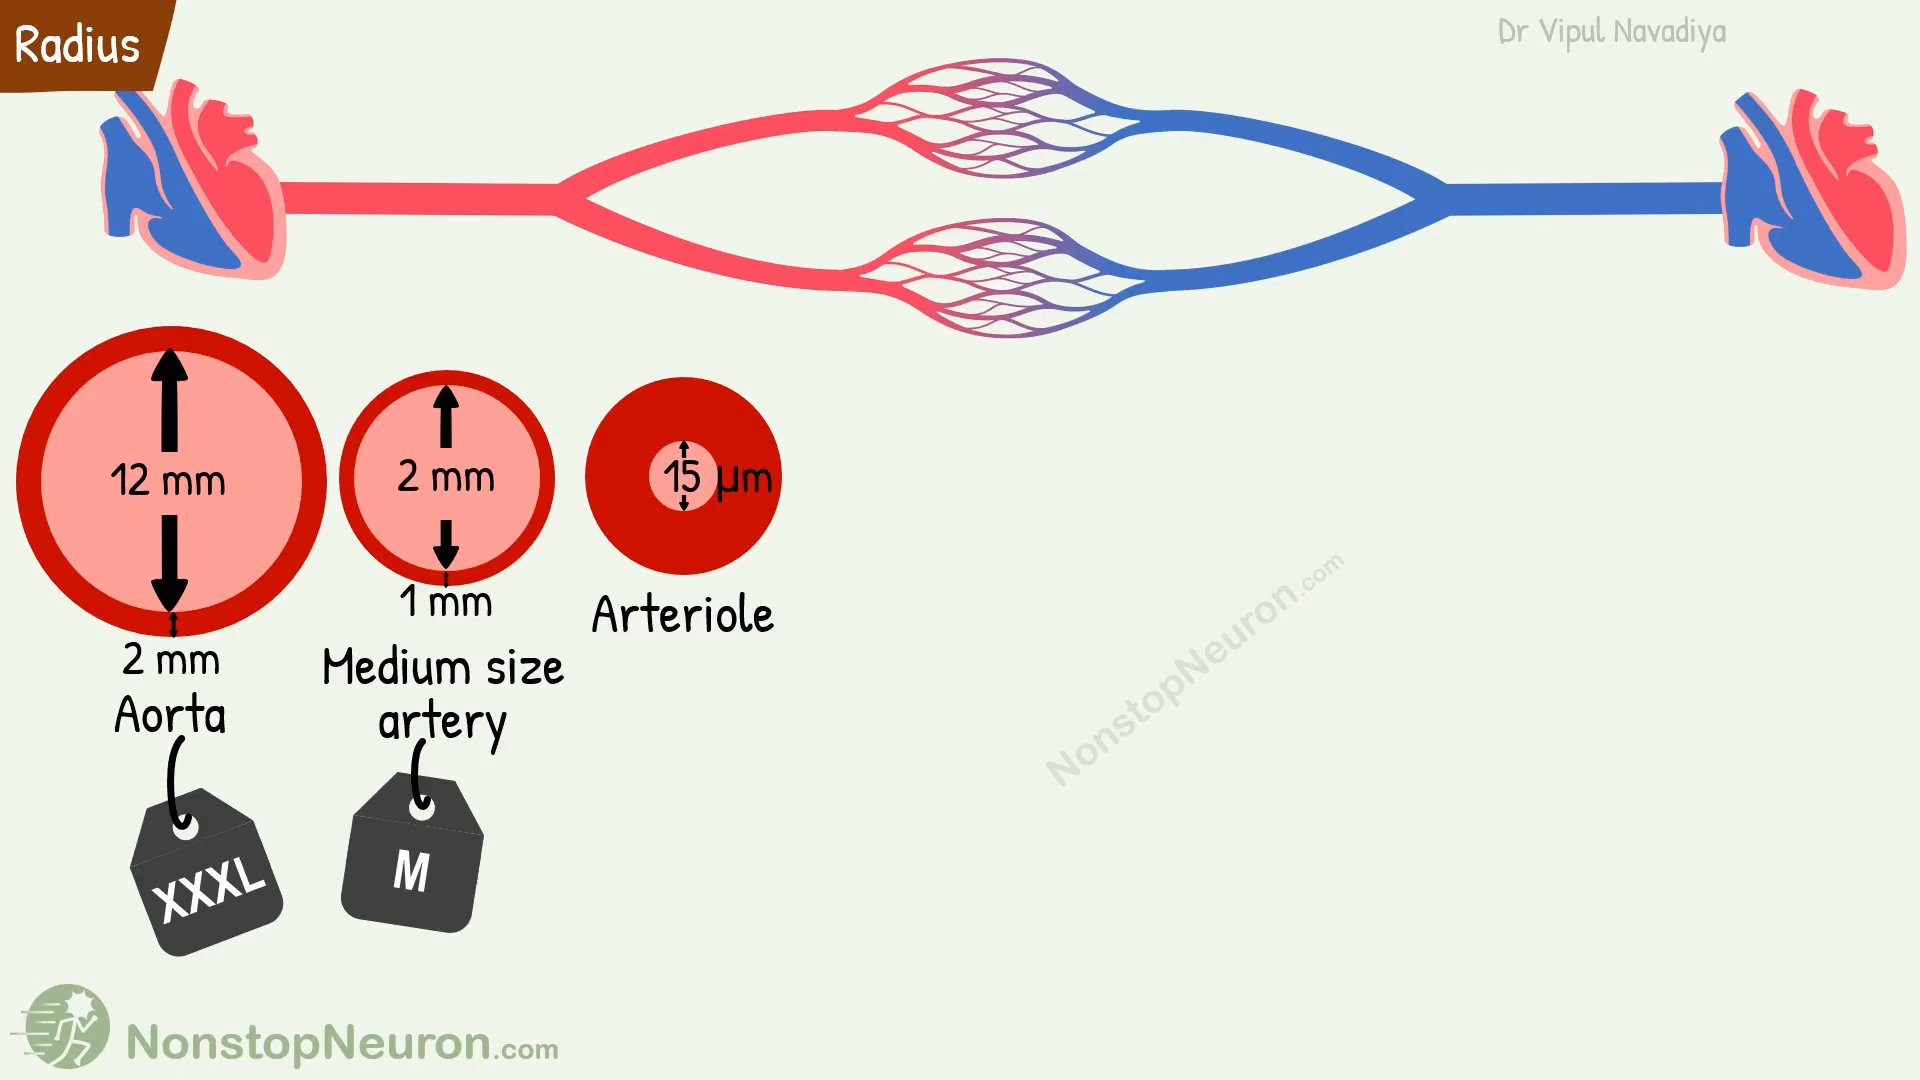 Radius
Dr Vipul Navadiya
12 mm
2 mm
15 µm
1 mm
2 mm
Arteriole
Medium size
artery
Aorta
XXXL
M
NonstopNeuron.com
NonstopNeuron.com